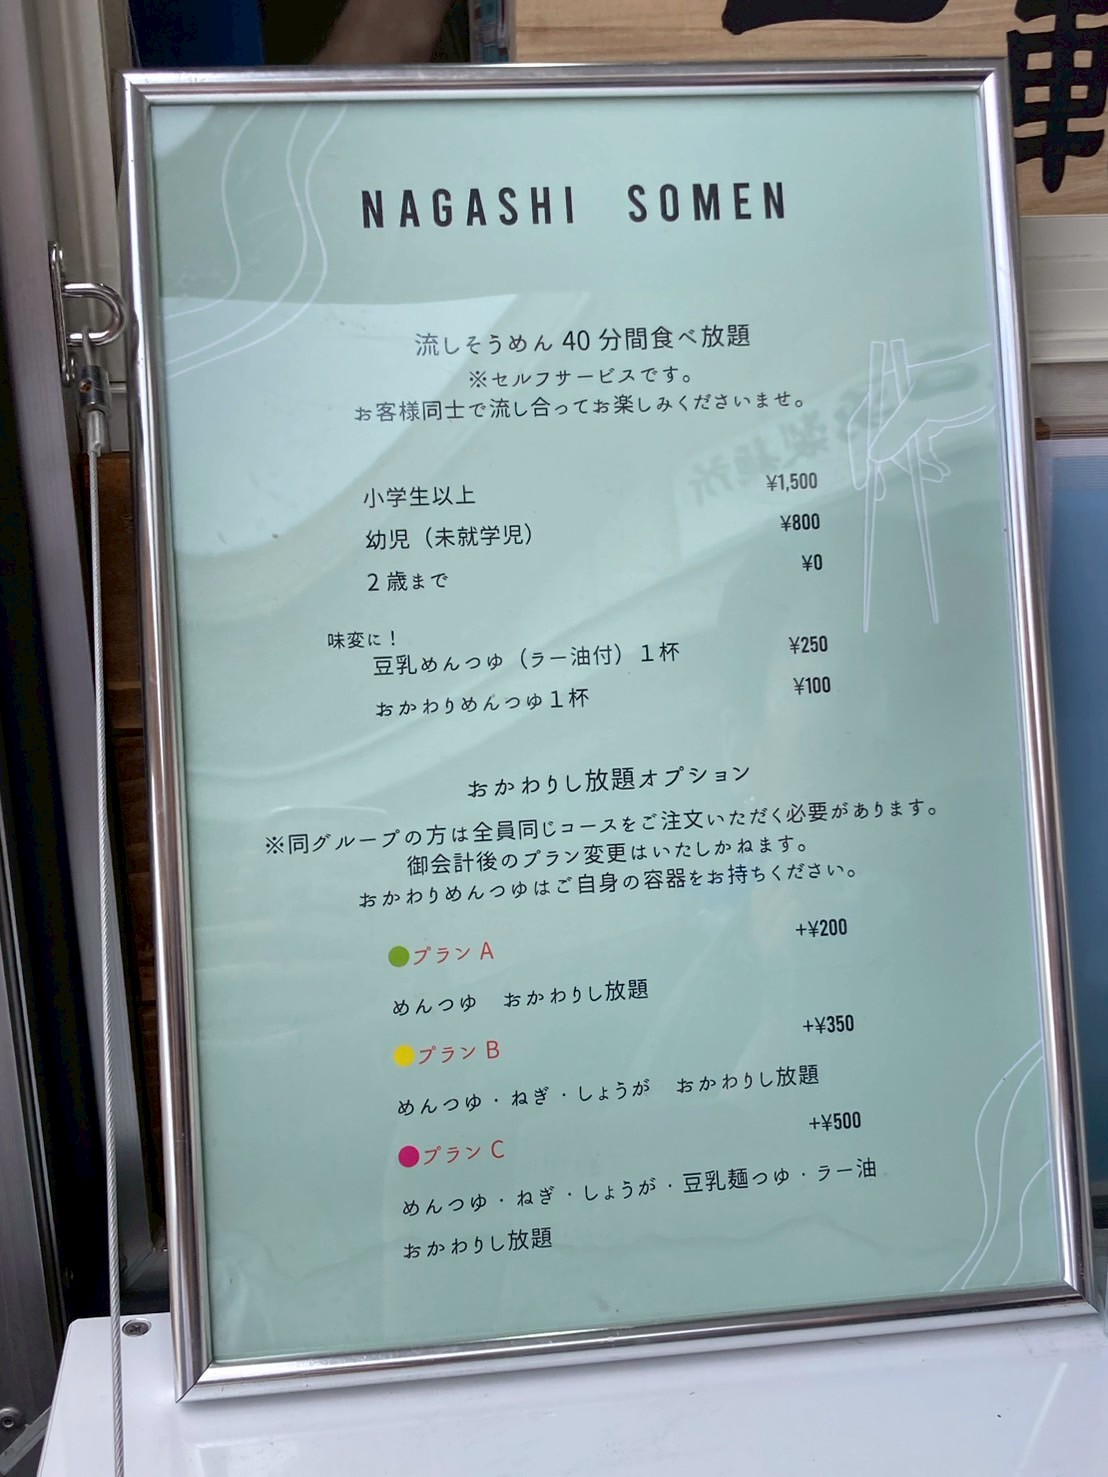 NAGASHI SOMEN
流しそうめん 40 分間食べ放題
※セルフサービスです。
お客様同士で流し合ってお楽しみくださいませ。
小学生以上 ¥1,500
幼児（未就学児） ¥800
2 歳まで ¥0
味変に！
豆乳めんつゆ（ラー油付）１杯 ¥250
おかわりめんつゆ１杯 ¥100
おかわりし放題オプション
※同グループの方は全員同じコースをご注文いただく必要があります。
御会計後のプラン変更はいたしかねます。
おかわりめんつゆはご自身の容器をお持ちください。
プラン A +¥200
めんつゆ　おかわりし放題
プラン B +¥350
めんつゆ・ねぎ・しょうが　おかわりし放題
プラン C +¥500
めんつゆ・ねぎ・しょうが・豆乳麺つゆ・ラー油
おかわりし放題